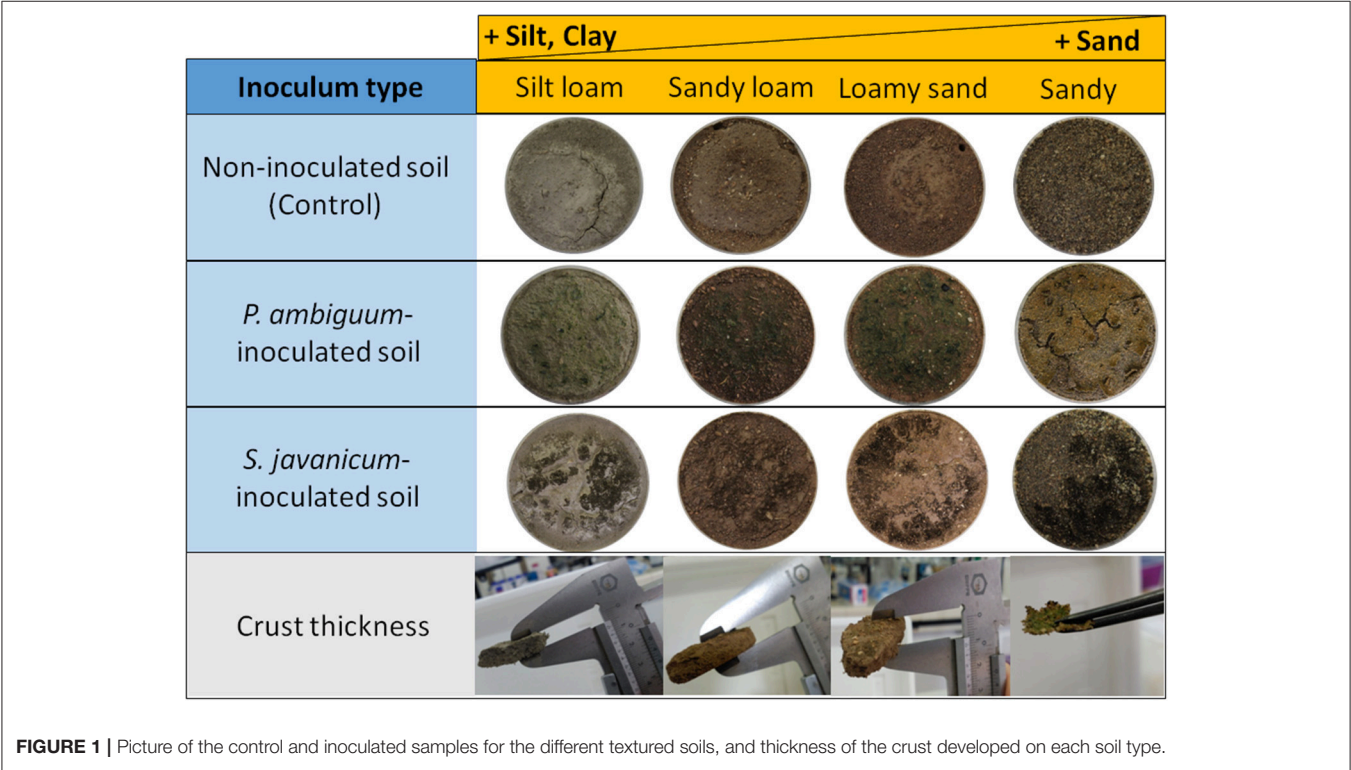 + Silt, Clay
+ Sand
Inoculum type
Silt loam
Sandy loam
Loamy sand
Sandy
Non-inoculated soil
(Control)
P. ambiguum-
inoculated soil
S. javanicum-
inoculated soil
Crust thickness
FIGURE 1 | Picture of the control and inoculated samples for the different textured soils, and thickness of the crust developed on each soil type.